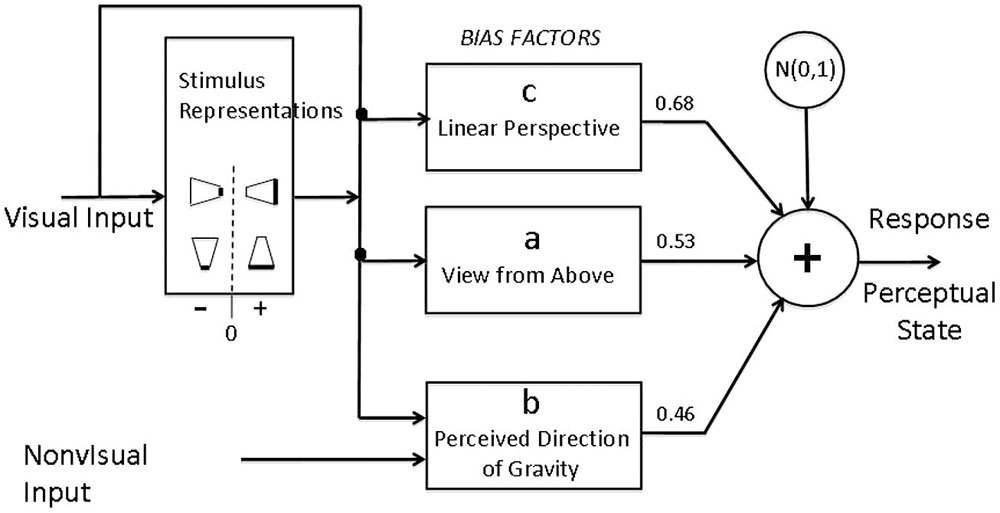 BIAS FACTORS
Stimulus
Representations
c
Linear Perspective
0.68
N(0,1)
Visual Input
a
View from Above
0.53
+
Response
Perceptual
State
- +
0
b
Perceived Direction
of Gravity
0.46
NonvIsual
Input